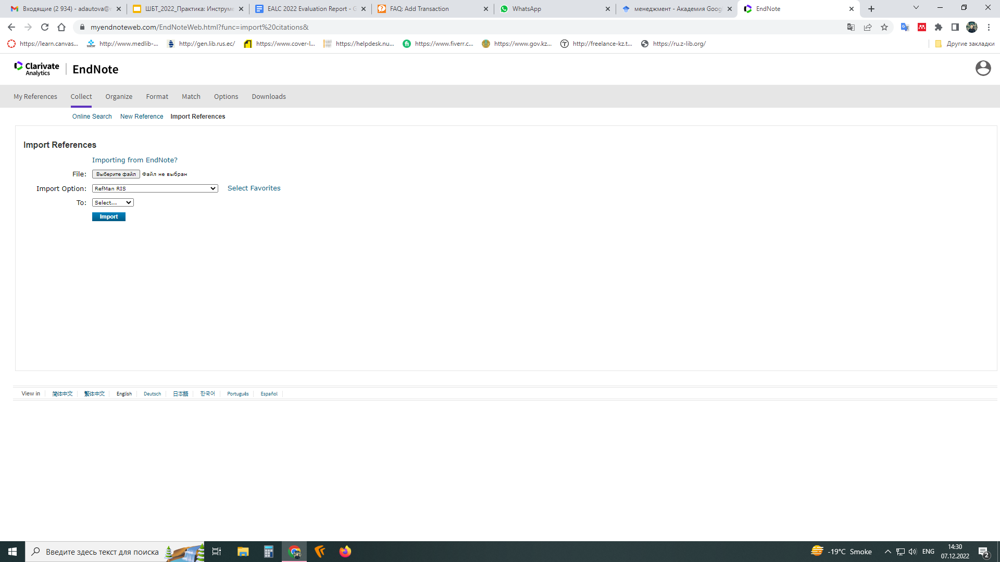 Входящие (2 934) - adautova@n
ШБТ_2022_Практика: Инструме
EALC 2022 Evaluation Report - G
FAQ: Add Transaction
WhatsApp
менеджмент - Академия Googl
EndNote
myendnoteweb.com/EndNoteWeb.html?func=import%20citations&
https://learn.canvas...
http://www.medlib-...
http://gen.lib.rus.ec/
https://www.cover-l...
https://helpdesk.nu...
https://www.fiverr.c...
https://www.gov.kz...
http://freelance-kz.t...
https://ru.z-lib.org/
Другие закладки
Clarivate
Analytics
EndNote
My References Collect Organize Format Match Options Downloads
Online Search New Reference Import References
Import References
Importing from EndNote?
File: Выберите файл Файл не выбран
Import Option: RefMan RIS Select Favorites
To: Select...
Import
View in 简体中文 繁体中文 English Deutsch 日本語 한국어 Português Español
Введите здесь текст для поиска
-19°C Smoke
ENG
14:30
07.12.2022
2